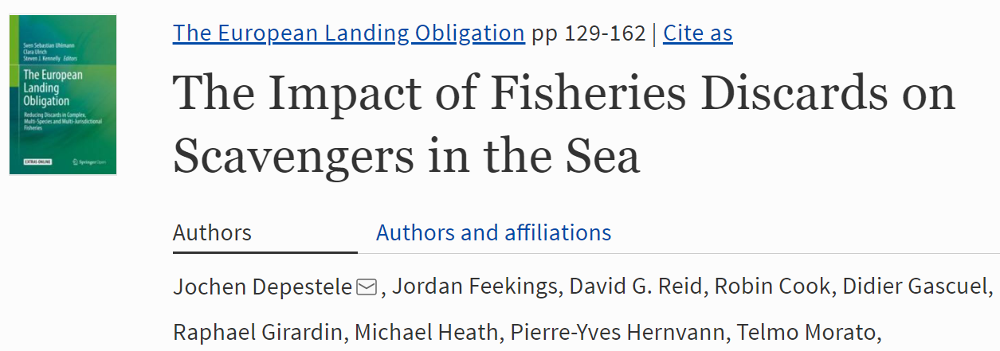 Sven Sebastian Uhlmann
Clara Ulrich
Steven J. Kennelly Editors
The European
Landing
Obligation
Reducing Discards in Complex,
Multi-Species and Multi-Jurisdictional
Fisheries
EXTRAS ONLINE
Springer Open
The European Landing Obligation pp 129-162 | Cite as
The Impact of Fisheries Discards on
Scavengers in the Sea
Authors Authors and affiliations
Jochen Depestele , Jordan Feekings, David G. Reid, Robin Cook, Didier Gascuel,
Raphael Girardin, Michael Heath, Pierre-Yves Hernvann, Telmo Morato,